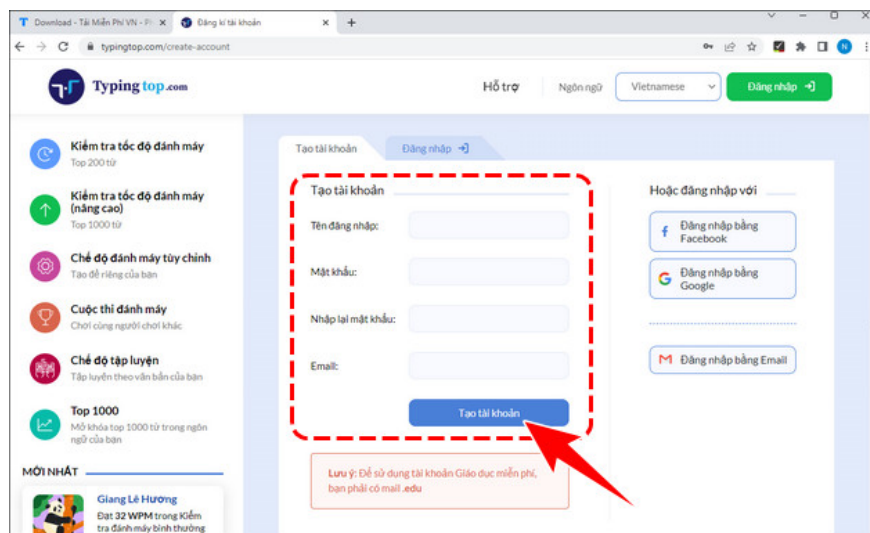 Download - Tải Miễn Phí VN - Ph
Đăng kí tài khoản
typingtop.com/create-account
N
Typing top.com
Hỗ trợ
Ngôn ngữ
Vietnamese
Đăng nhập
Kiểm tra tốc độ đánh máy
Top 200 từ
Kiểm tra tốc độ đánh máy
(nâng cao)
Top 1000 từ
Chế độ đánh máy tùy chỉnh
Tạo để riêng của bạn
Cuộc thi đánh máy
Chơi cùng người chơi khác
Chế độ tập luyện
Tập luyện theo văn bản của bạn
Top 1000
Mở khóa top 1000 từ trong ngôn
ngữ của bạn
MỚI NHẤT
Giang Lê Hương
Đạt 32 WPM trong Kiểm
tra đánh máy bình thường
Tạo tài khoản
Đăng nhập
Tạo tài khoản
Tên đăng nhập:
Mật khẩu:
Nhập lại mật khẩu:
Email:
Tạo tài khoản
Lưu ý: Để sử dụng tài khoản Giáo dục miễn phí,
bạn phải có mail .edu
Hoặc đăng nhập với
Đăng nhập bằng
Facebook
Đăng nhập bằng
Google
Đăng nhập bằng Email